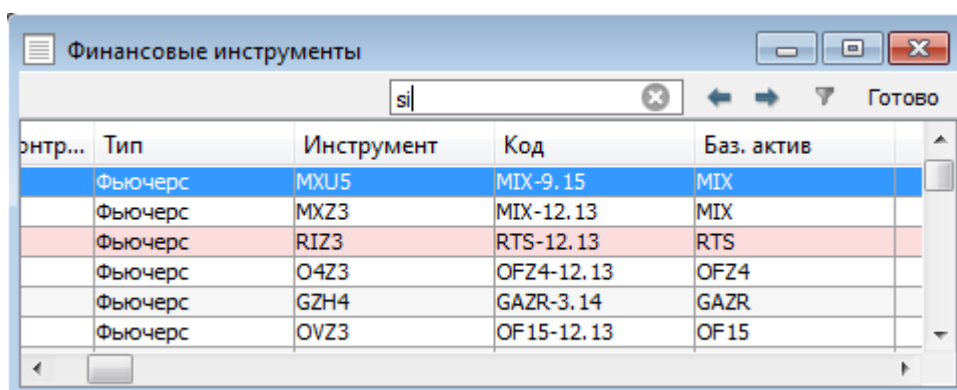 Финансовые инструменты
si Готово
онтр... Тип Инструмент Код Баз. актив
Фьючерс MXU5 MIX-9.15 MIX
Фьючерс MXZ3 MIX-12.13 MIX
Фьючерс RIZ3 RTS-12.13 RTS
Фьючерс O4Z3 OFZ4-12.13 OFZ4
Фьючерс GZH4 GAZR-3.14 GAZR
Фьючерс OVZ3 OF15-12.13 OF15